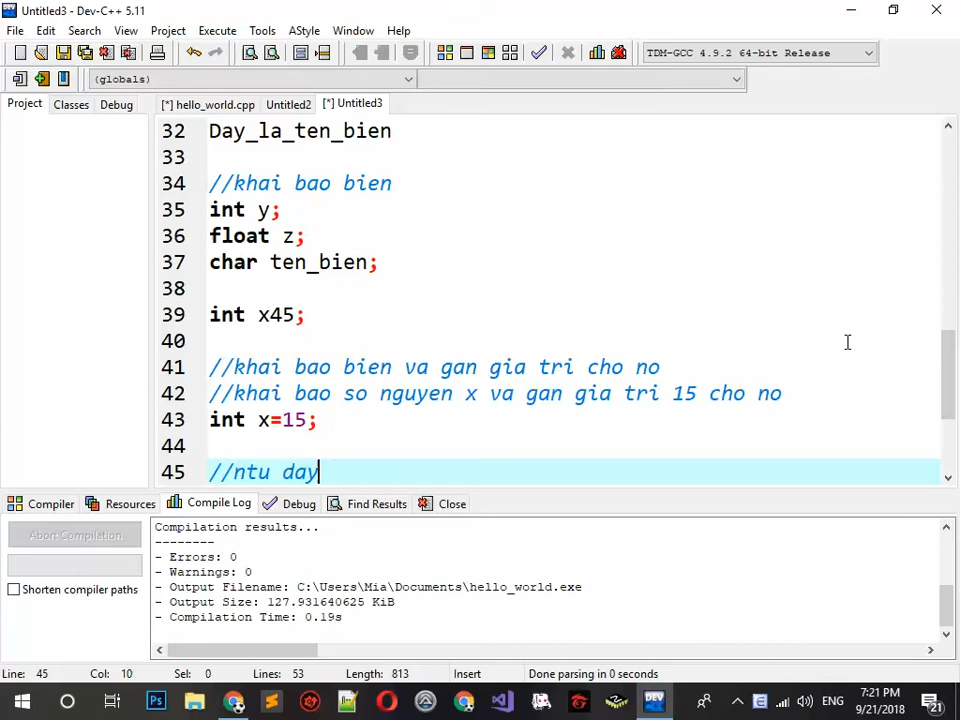 Untitled3 - Dev-C++ 5.11
File Edit Search View Project Execute Tools AStyle Window Help
TDM-GCC 4.9.2 64-bit Release
(globals)
Project Classes Debug [*] hello_world.cpp Untitled2 [*] Untitled3
32 Day_la_ten_bien
33
34 //khai bao bien
35 int y;
36 float z;
37 char ten_bien;
38
39 int x45;
40
41 //khai bao bien va gan gia tri cho no
42 //khai bao so nguyen x va gan gia tri 15 cho no
43 int x=15;
44
45 //ntu day
Compiler Resources Compile Log Debug Find Results Close
Abort Compilation
Shorten compiler paths
Compilation results...
--------
- Errors: 0
- Warnings: 0
- Output Filename: C:\Users\Mia\Documents\hello_world.exe
- Output Size: 127.931640625 KiB
- Compilation Time: 0.19s
Line: 45 Col: 10 Sel: 0 Lines: 53 Length: 813 Insert Done parsing in 0 seconds
Ps DEV ENG 7:21 PM
9/21/2018 21